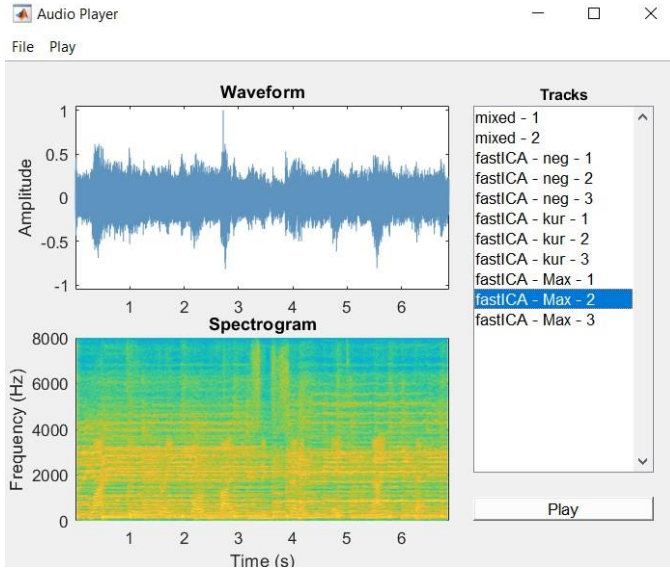 Audio Player
File Play
Waveform
1
0.5
0
-0.5
-1
Amplitude
1 2 3 4 5 6
Spectrogram
8000
6000
4000
2000
0
Frequency (Hz)
1 2 3 4 5 6
Time (s)
Tracks
mixed - 1
mixed - 2
fastICA - neg - 1
fastICA - neg - 2
fastICA - neg - 3
fastICA - kur - 1
fastICA - kur - 2
fastICA - kur - 3
fastICA - Max - 1
fastICA - Max - 2
fastICA - Max - 3
Play